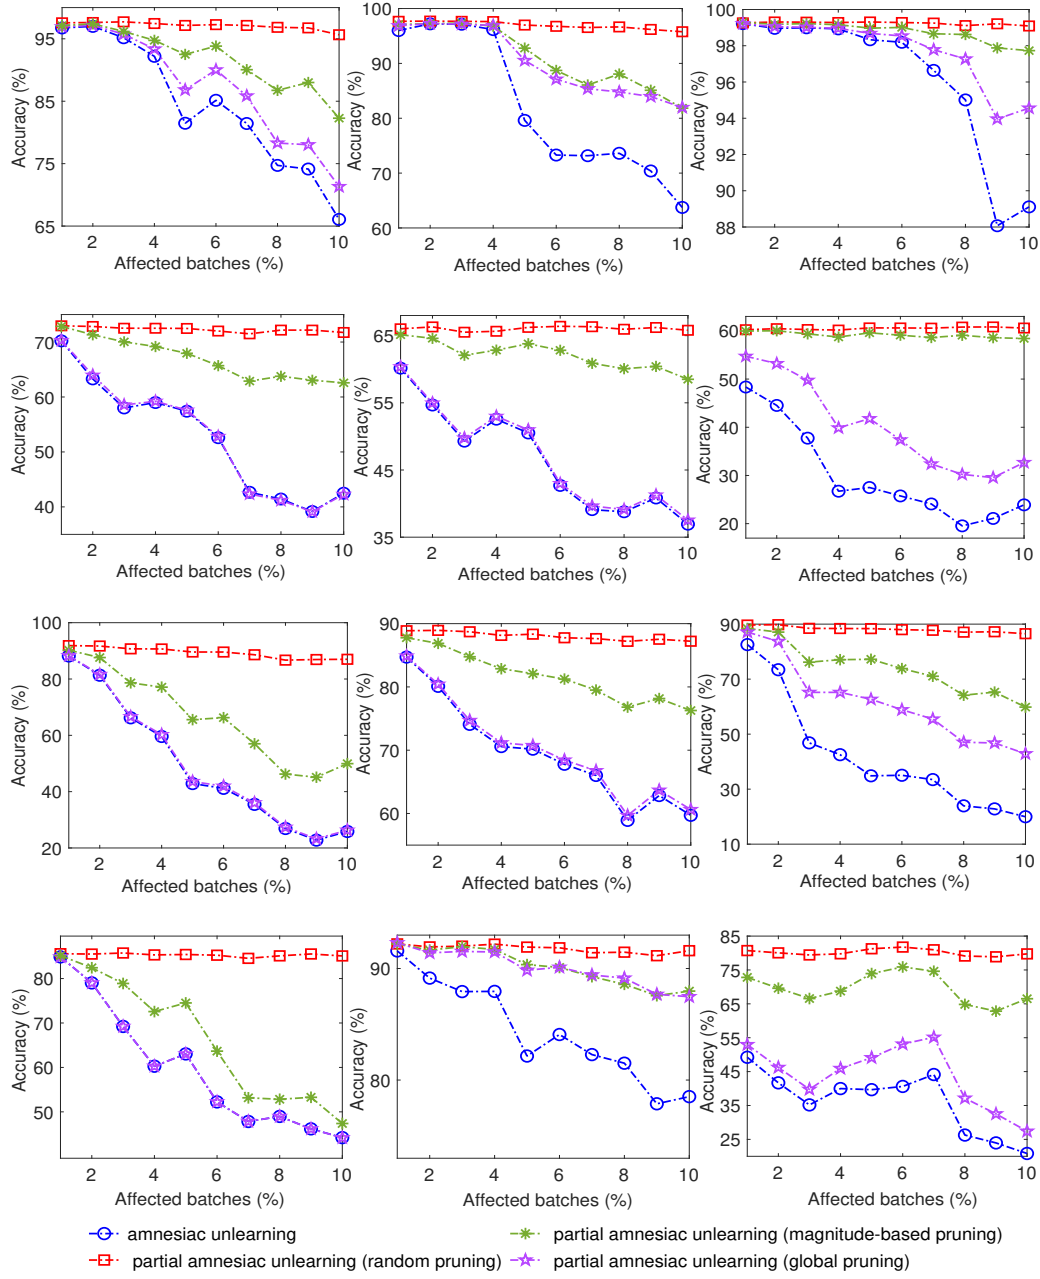 95
85
75
65
2 4 6 8 10
Affected batches (%)
Accuracy (%)
100
90
80
70
60
2 4 6 8 10
Affected batches (%)
Accuracy (%)
99
98
96
94
92
90
88
2 4 6 8 10
Affected batches (%)
Accuracy (%)
70
60
50
40
2 4 6 8 10
Affected batches (%)
Accuracy (%)
65
55
45
35
2 4 6 8 10
Affected batches (%)
Accuracy (%)
60
50
40
30
20
2 4 6 8 10
Affected batches (%)
Accuracy (%)
100
80
60
40
20
2 4 6 8 10
Affected batches (%)
Accuracy (%)
90
80
70
60
2 4 6 8 10
Affected batches (%)
Accuracy (%)
90
70
50
30
10
2 4 6 8 10
Affected batches (%)
Accuracy (%)
80
70
60
50
2 4 6 8 10
Affected batches (%)
Accuracy (%)
90
80
2 4 6 8 10
Affected batches (%)
Accuracy (%)
85
75
65
55
45
35
25
2 4 6 8 10
Affected batches (%)
Accuracy (%)
amnesiac unlearning
partial amnesiac unlearning (magnitude-based pruning)
partial amnesiac unlearning (random pruning)
partial amnesiac unlearning (global pruning)